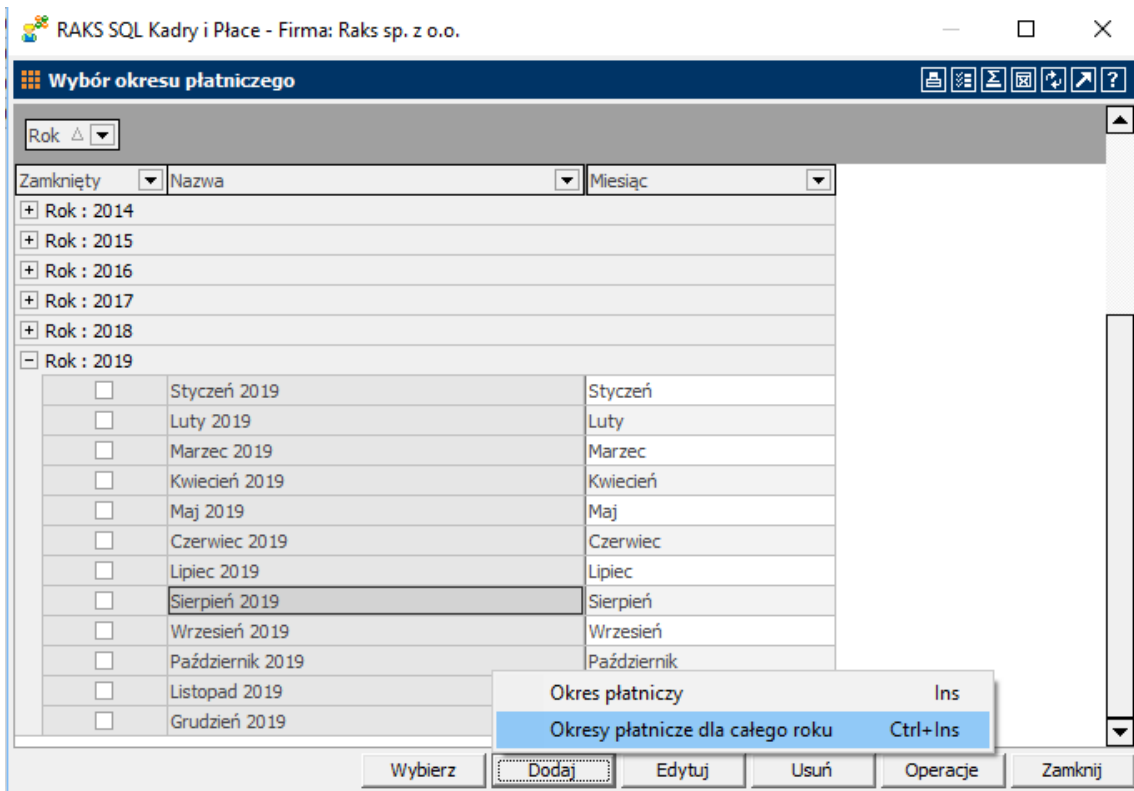 RAKS SQL Kadry i Płace - Firma: Raks sp. z o.o.
Wybór okresu płatniczego
Rok
Zamknięty Nazwa Miesiąc
Rok : 2014
Rok : 2015
Rok : 2016
Rok : 2017
Rok : 2018
Rok : 2019
Styczeń 2019 Styczeń
Luty 2019 Luty
Marzec 2019 Marzec
Kwiecień 2019 Kwiecień
Maj 2019 Maj
Czerwiec 2019 Czerwiec
Lipiec 2019 Lipiec
Sierpień 2019 Sierpień
Wrzesień 2019 Wrzesień
Październik 2019 Październik
Listopad 2019
Grudzień 2019
Okres płatniczy Ins
Okresy płatnicze dla całego roku Ctrl+Ins
Wybierz Dodaj Edytuj Usuń Operacje Zamknij